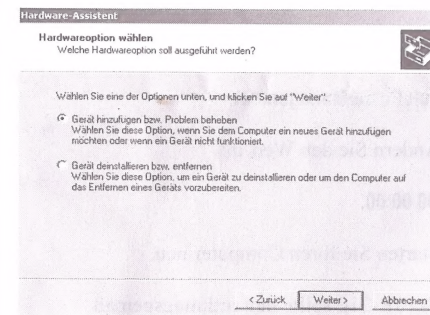 Hardware-Assistent
Hardwareoption wählen
Welche Hardwareoption soll ausgeführt werden?
Wählen Sie eine der Optionen unten, und klicken Sie auf "Weiter".
Gerät hinzufügen bzw. Problem beheben
Wählen Sie diese Option, wenn Sie dem Computer ein neues Gerät hinzufügen
möchten oder wenn ein Gerät nicht funktioniert.
Gerät deinstallieren bzw. entfernen
Wählen Sie diese Option, um ein Gerät zu deinstallieren oder um den Computer auf
das Entfernen eines Geräts vorzubereiten.
< Zurück Weiter > Abbrechen